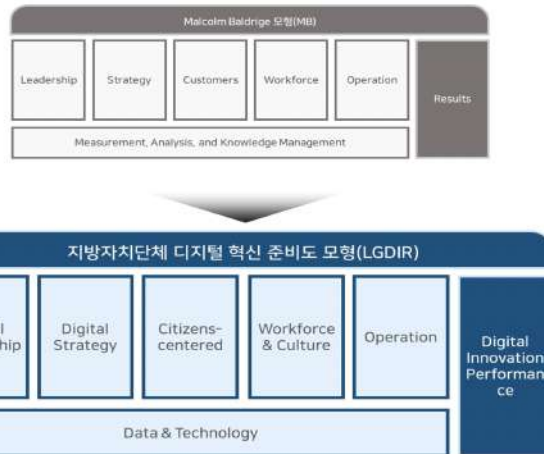 Malcolm Baldrige 모형(MB)
Leadership
Strategy
Customers
Workforce
Operation
Results
Measurement, Analysis, and Knowledge Management
지방자치단체 디지털 혁신 준비도 모형(LGDIR)
Digital
Strategy
Citizens-
centered
Workforce
& Culture
Operation
Digital
Innovation
Performan
ce
Data & Technology